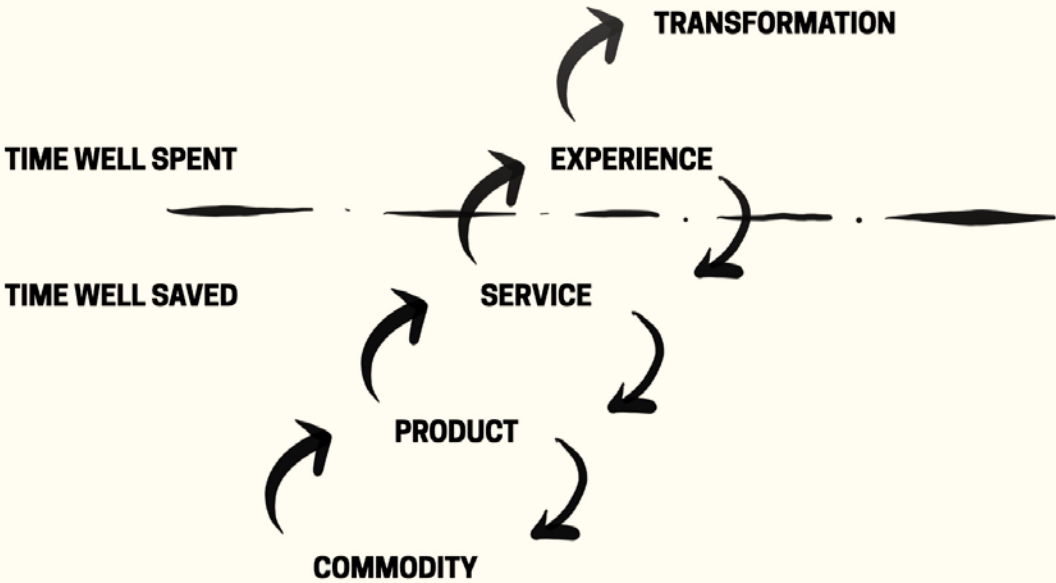 TRANSFORMATION
TIME WELL SPENT
EXPERIENCE
TIME WELL SAVED
SERVICE
PRODUCT
COMMODITY